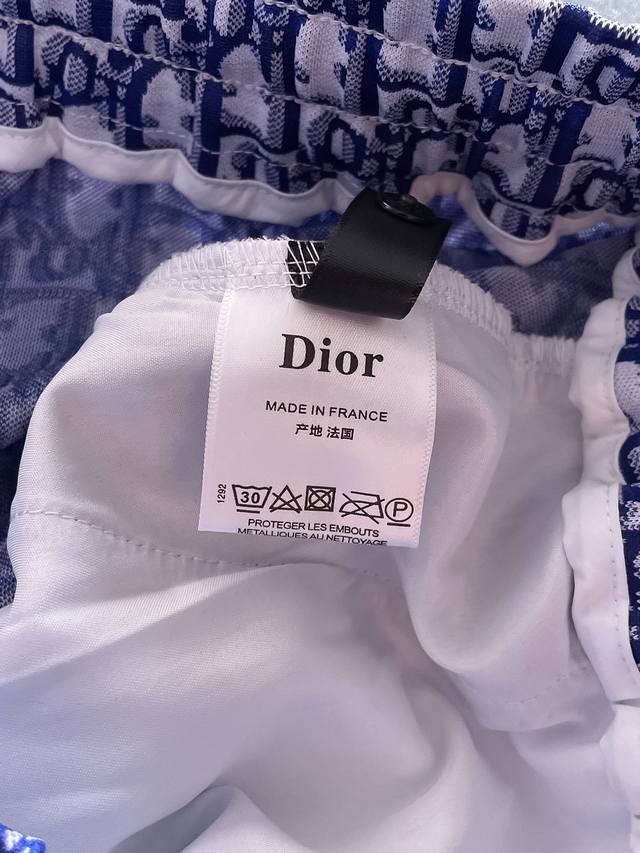 Dior
MADE IN FRANCE
产地 法国
1292
30
P
PROTEGER LES EMBOUTS
METALLIQUES AU NETTOYAGE